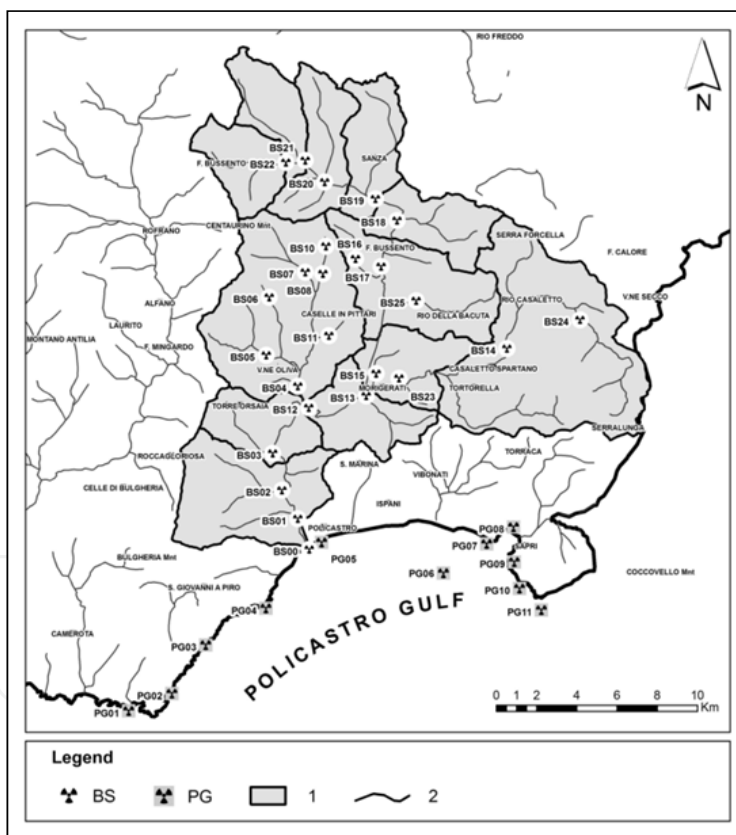 RIO FREDDO
N
BS21
F. BUSSENTO
BS22
SANZA
BS20
BS19
BS18
ROFRANO
CENTAURINO Mnt
BS10
BS16
F. BUSSENTO
SERRA FORCELLA
F. CALORE
BS07
BS08
BS17
ALFANO
BS06
BS25
RIO CASALETTO
V.NE SECCO
LAURITO
CASELLE IN PITTARI
RIO DELLA BACUTA
BS24
MONTANO ANTILIA
F. MINGARDO
BS11
BS05
BS14
V.NE OLIVA
BS15
CASALETTO SPARTANO
BS04
MORIGERATI
TORTORELLA
BS13
BS23
TORRE ORSAIA
BS12
SERRALUNGA
ROCCAGLORIOSA
BS03
S. MARINA
TORRACA
VIBONATI
CELLE DI BULGHERIA
BS02
ISPANI
BS01
POLICASTRO
PG08
BS00
PG05
PG07
SAPRI
BULGHERIA Mnt
PG09
PG06
COCCOVELLO Mnt
S. GIOVANNI A PIRO
PG10
PG04
PG11
POLICASTRO GULF
CAMEROTA
PG03
PG02
PG01
0 1 2 4 6 8 10
Km
Legend
BS PG 1 2